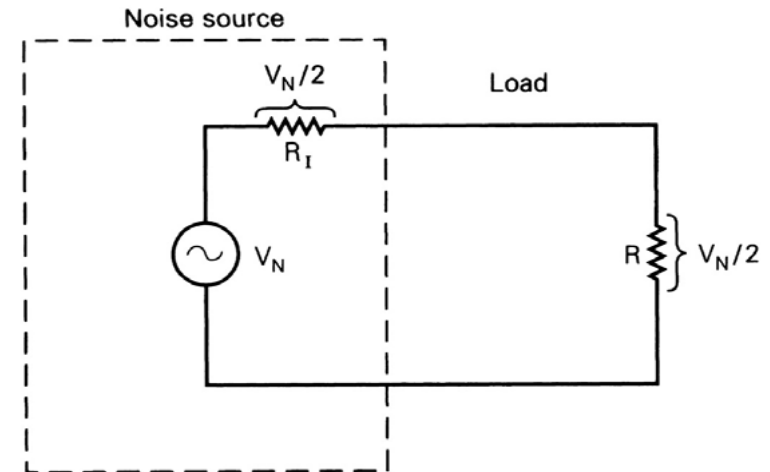 Noise source
V_N/2
Load
R_I
V_N
R
V_N/2